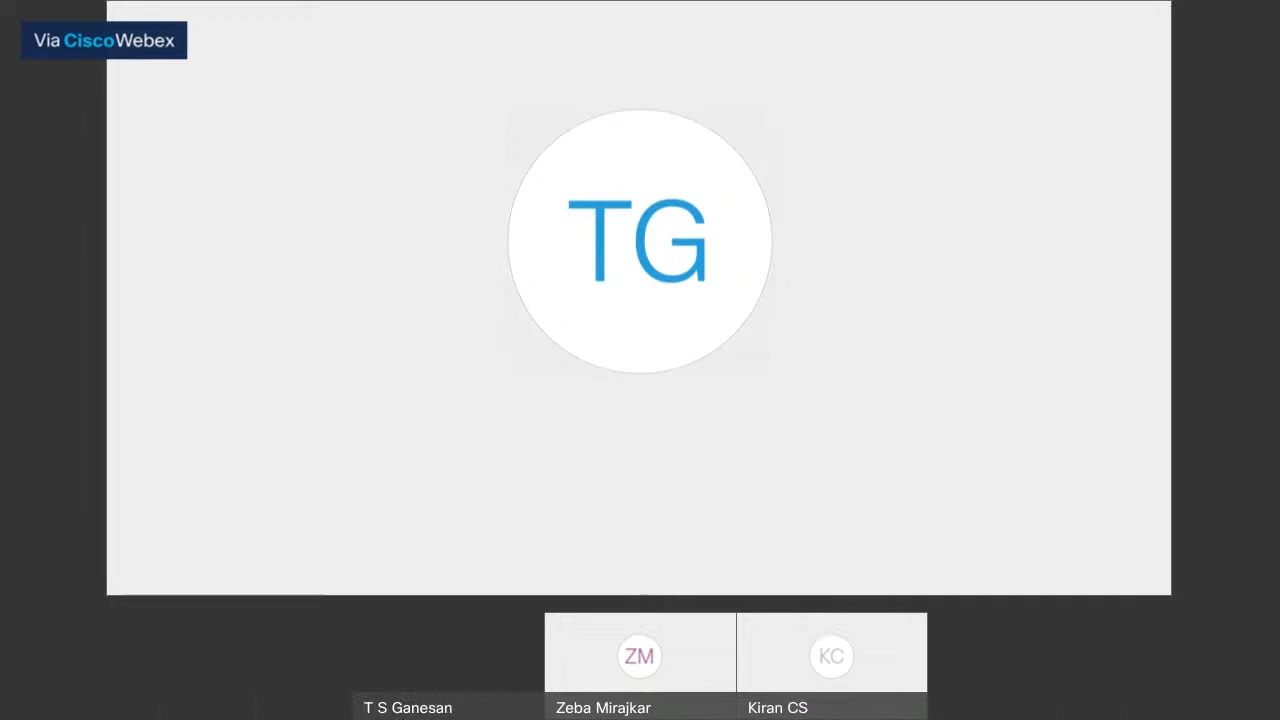 Via CiscoWebex
TG
ZM
KC
T S Ganesan
Zeba Mirajkar
Kiran CS